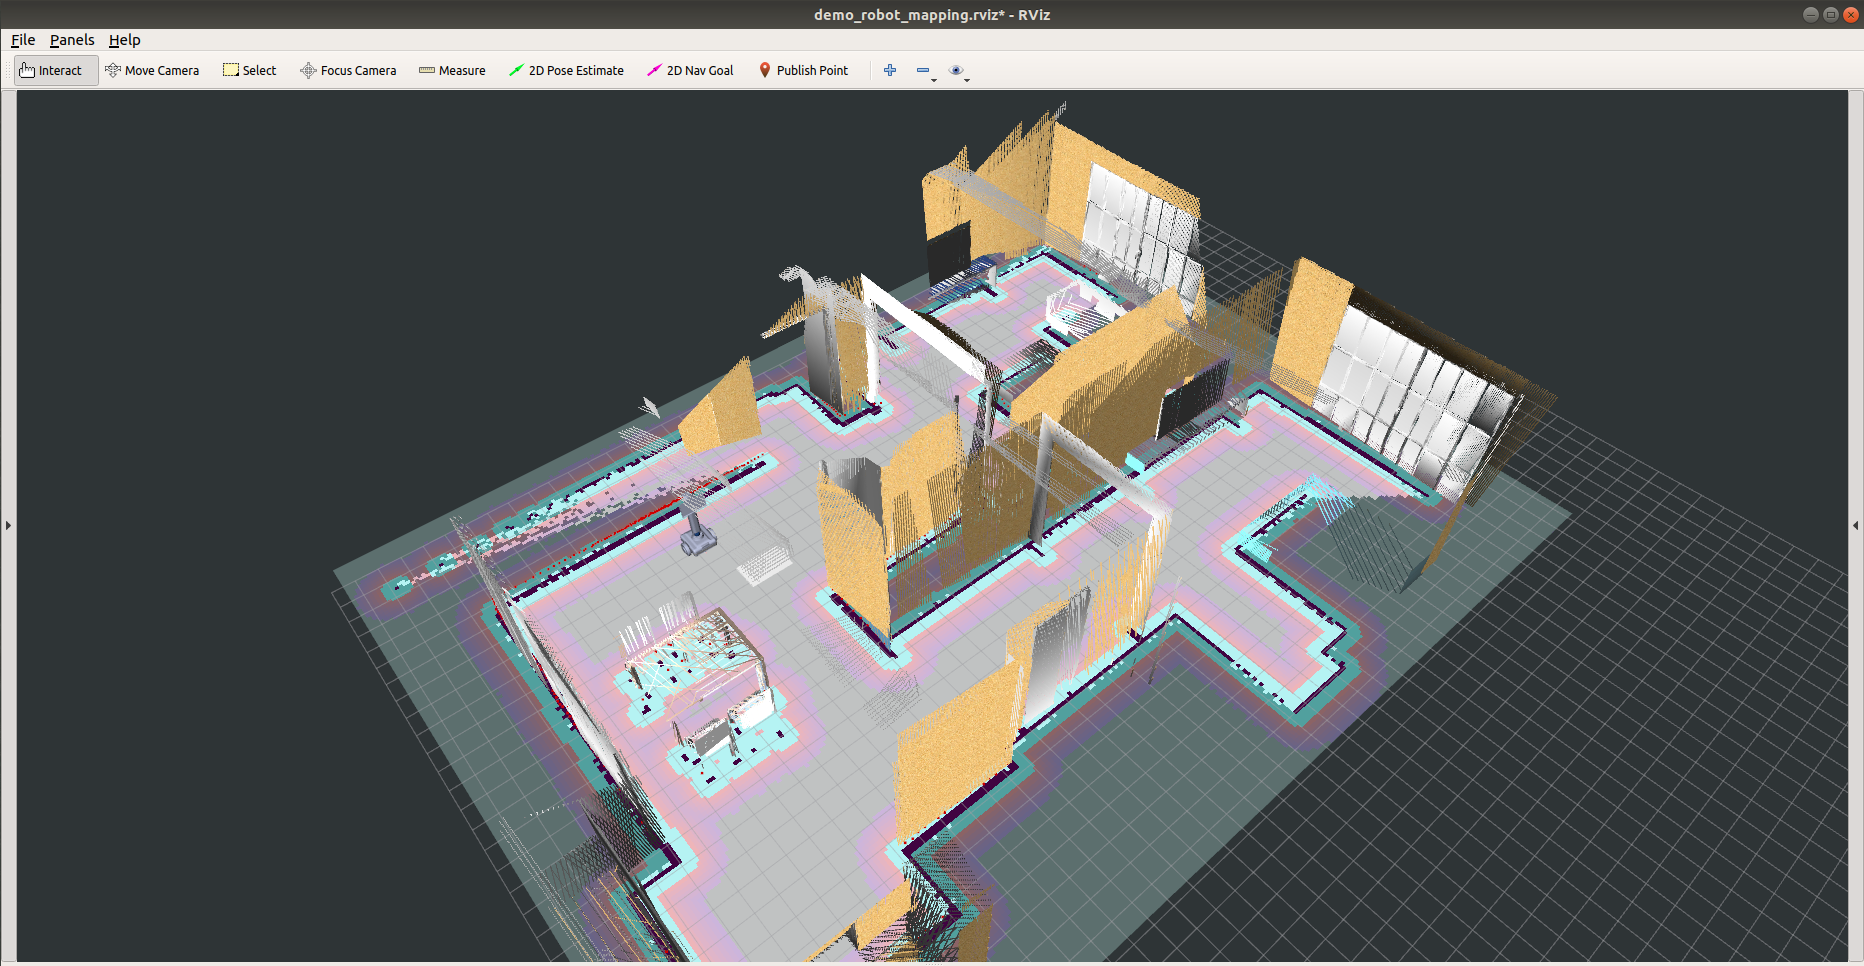 demo_robot_mapping.rviz* - RViz
File Panels Help
Interact Move Camera Select Focus Camera Measure 2D Pose Estimate 2D Nav Goal Publish Point